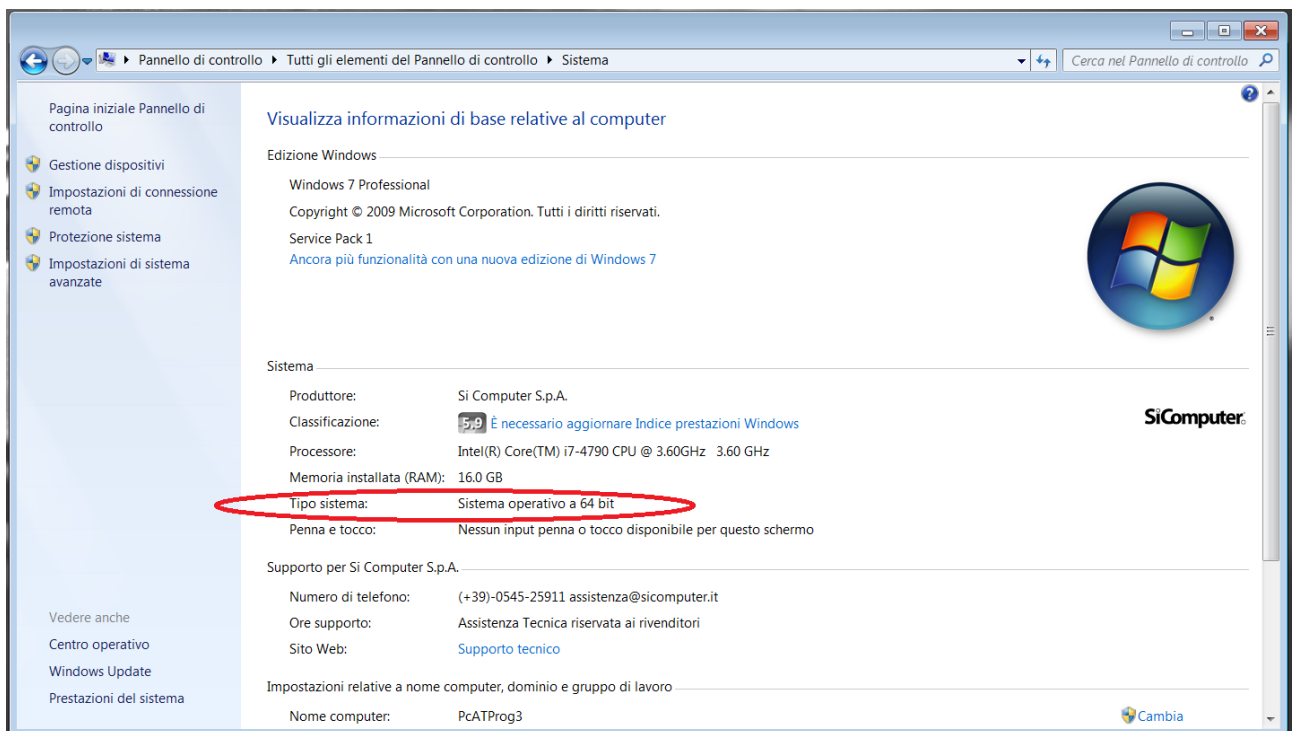 Pannello di controllo Tutti gli elementi del Pannello di controllo Sistema
Cerca nel Pannello di controllo
Pagina iniziale Pannello di
controllo
Gestione dispositivi
Impostazioni di connessione
remota
Protezione sistema
Impostazioni di sistema
avanzate
Vedere anche
Centro operativo
Windows Update
Prestazioni del sistema
Visualizza informazioni di base relative al computer
Edizione Windows
Windows 7 Professional
Copyright © 2009 Microsoft Corporation. Tutti i diritti riservati.
Service Pack 1
Ancora più funzionalità con una nuova edizione di Windows 7
Sistema
Produttore: Si Computer S.p.A.
Classificazione: 5,9 È necessario aggiornare Indice prestazioni Windows
Processore: Intel(R) Core(TM) i7-4790 CPU @ 3.60GHz 3.60 GHz
Memoria installata (RAM): 16.0 GB
Tipo sistema: Sistema operativo a 64 bit
Penna e tocco: Nessun input penna o tocco disponibile per questo schermo
SiComputer
Supporto per Si Computer S.p.A.
Numero di telefono: (+39)-0545-25911 assistenza@sicomputer.it
Ore supporto: Assistenza Tecnica riservata ai rivenditori
Sito Web: Supporto tecnico
Impostazioni relative a nome computer, dominio e gruppo di lavoro
Nome computer: PcATProg3 Cambia